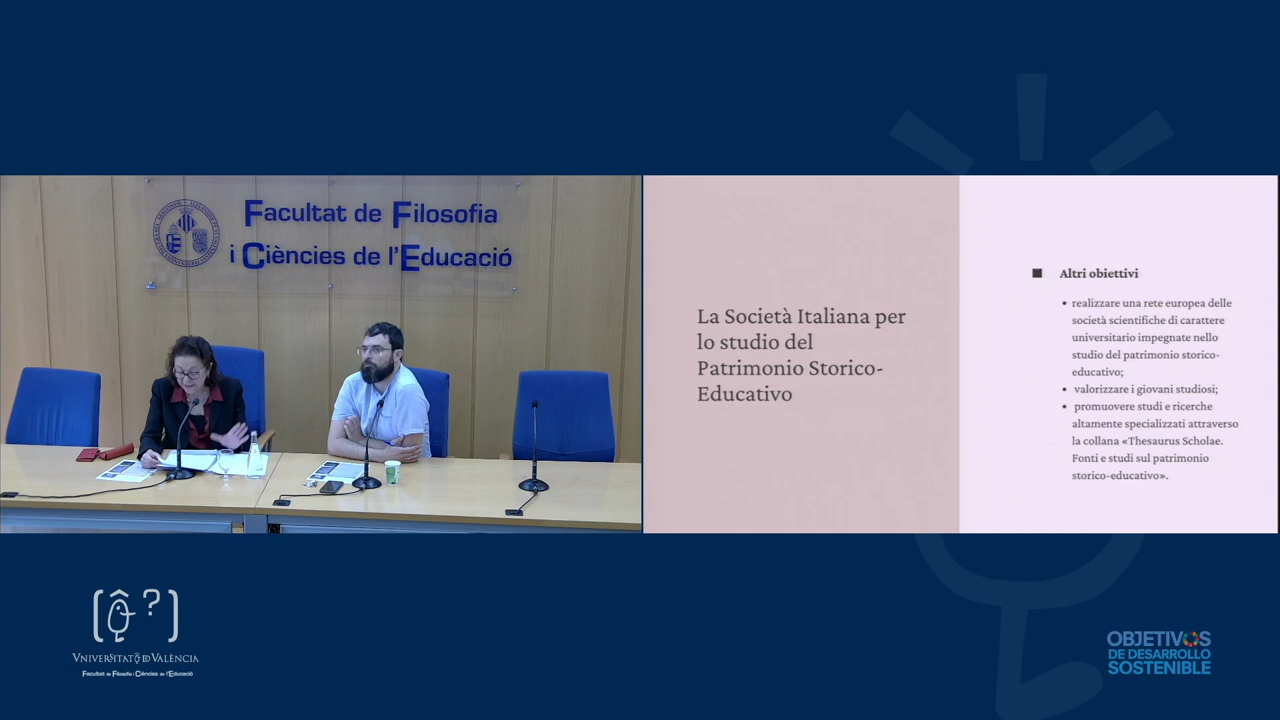 Facultat de Filosofia
i Ciències de l'Educació
La Società Italiana per
lo studio del
Patrimonio Storico-
Educativo
Altri obiettivi
• realizzare una rete europea delle
società scientifiche di carattere
universitario impegnate nello
studio del patrimonio storico-
educativo;
• valorizzare i giovani studiosi;
• promuovere studi e ricerche
altamente specializzati attraverso
la collana «Thesaurus Scholae.
Fonti e studi sul patrimonio
storico-educativo».
[ ? ]
VNIVERSITAT ID VALÈNCIA
Facultat de Filosofia i Ciències de l'Educació
OBJETIVOS
DE DESARROLLO
SOSTENIBLE